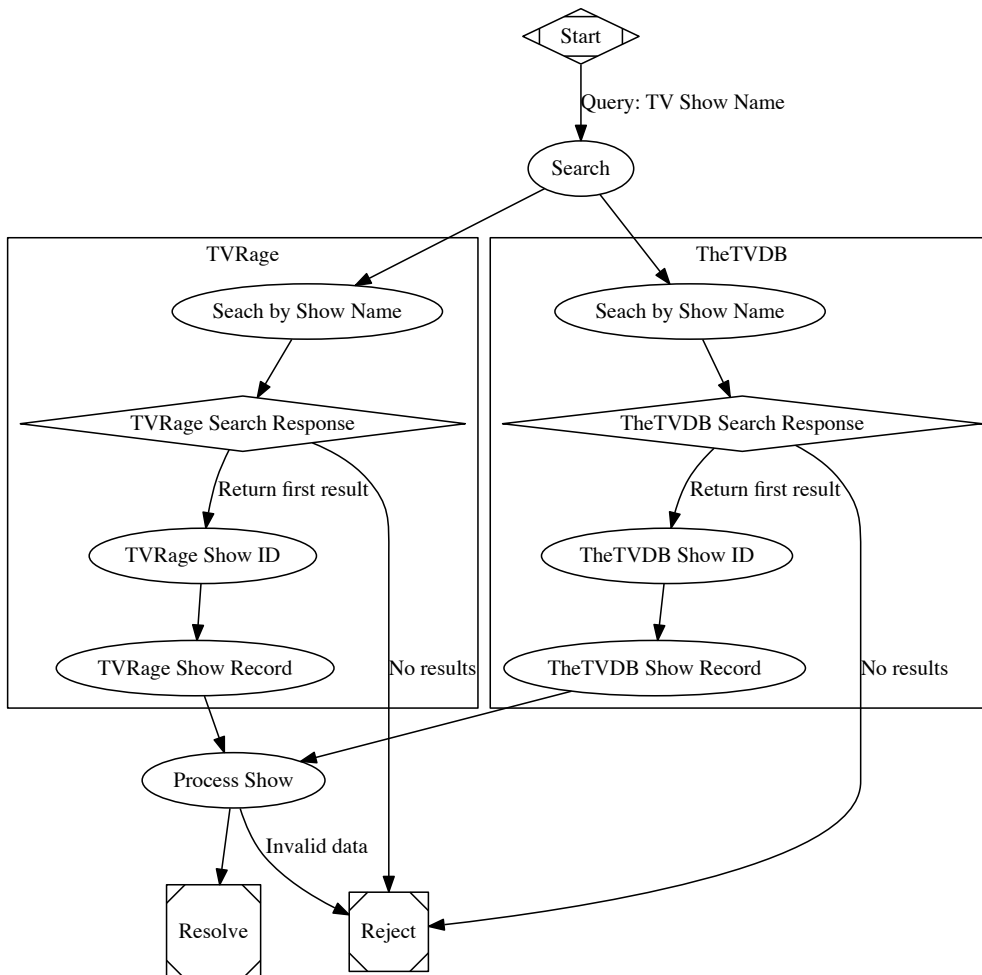 Start
Query: TV Show Name
Search
TVRage
TheTVDB
Seach by Show Name
Seach by Show Name
TVRage Search Response
TheTVDB Search Response
Return first result
Return first result
TVRage Show ID
TheTVDB Show ID
TVRage Show Record
No results
TheTVDB Show Record
No results
Process Show
Invalid data
Resolve
Reject